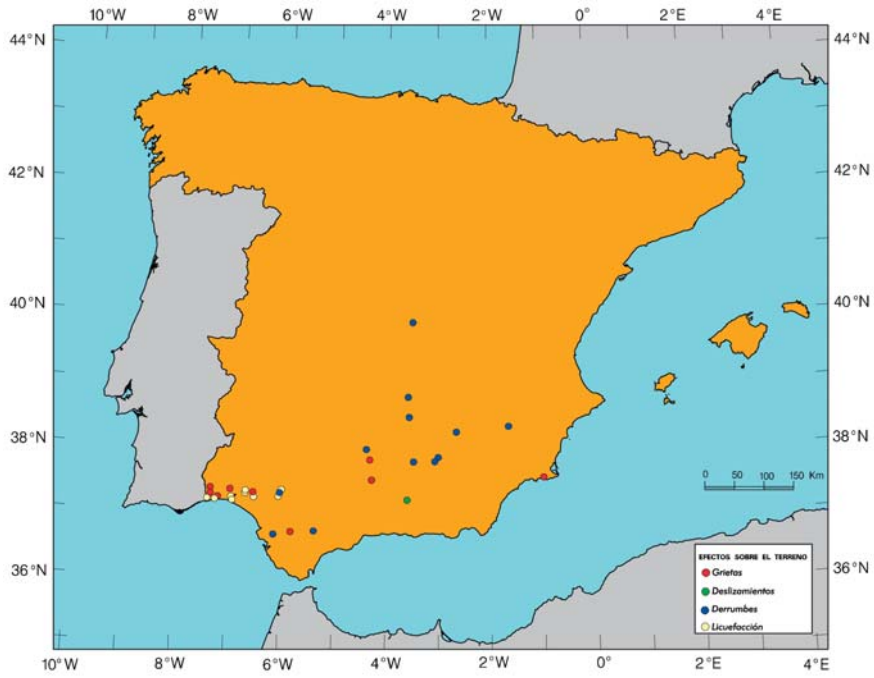 10°W 8°W 6°W 4°W 2°W 0° 2°E 4°E
44°N 44°N
42°N 42°N
40°N 40°N
38°N 38°N
0 50 100 150 Km
36°N 36°N
EFECTOS SOBRE EL TERRENO
Grietas
Deslizamientos
Derrumbes
Licuefacción
10°W 8°W 6°W 4°W 2°W 0° 2°E 4°E